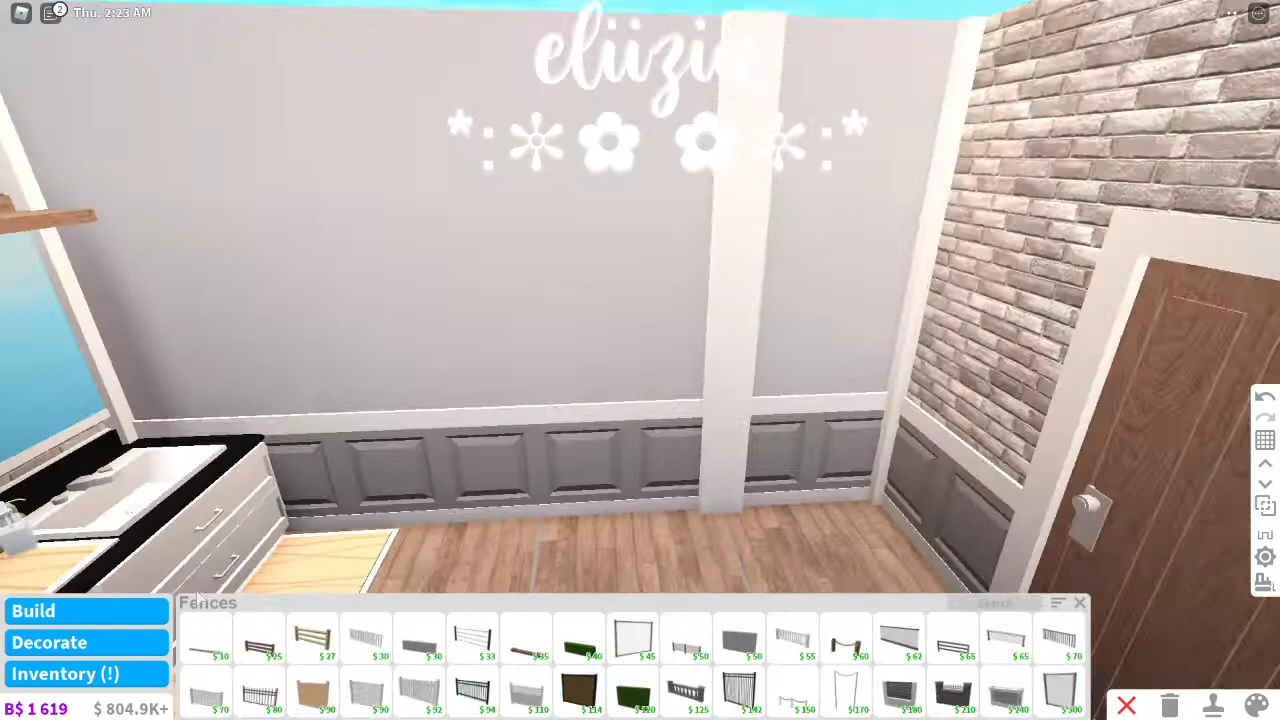 2 Thu. 2:23 AM
eliizia
*:✼✿ ✿✼:*
Build
Decorate
Inventory (!)
B$ 1 619 $ 804.9K+
Fences
Search
$10 $25 $27 $30 $30 $33 $35 $40 $45 $50 $50 $55 $60 $62 $65 $65 $70
$70 $80 $90 $90 $92 $94 $110 $114 $120 $125 $142 $150 $170 $180 $210 $240 $300